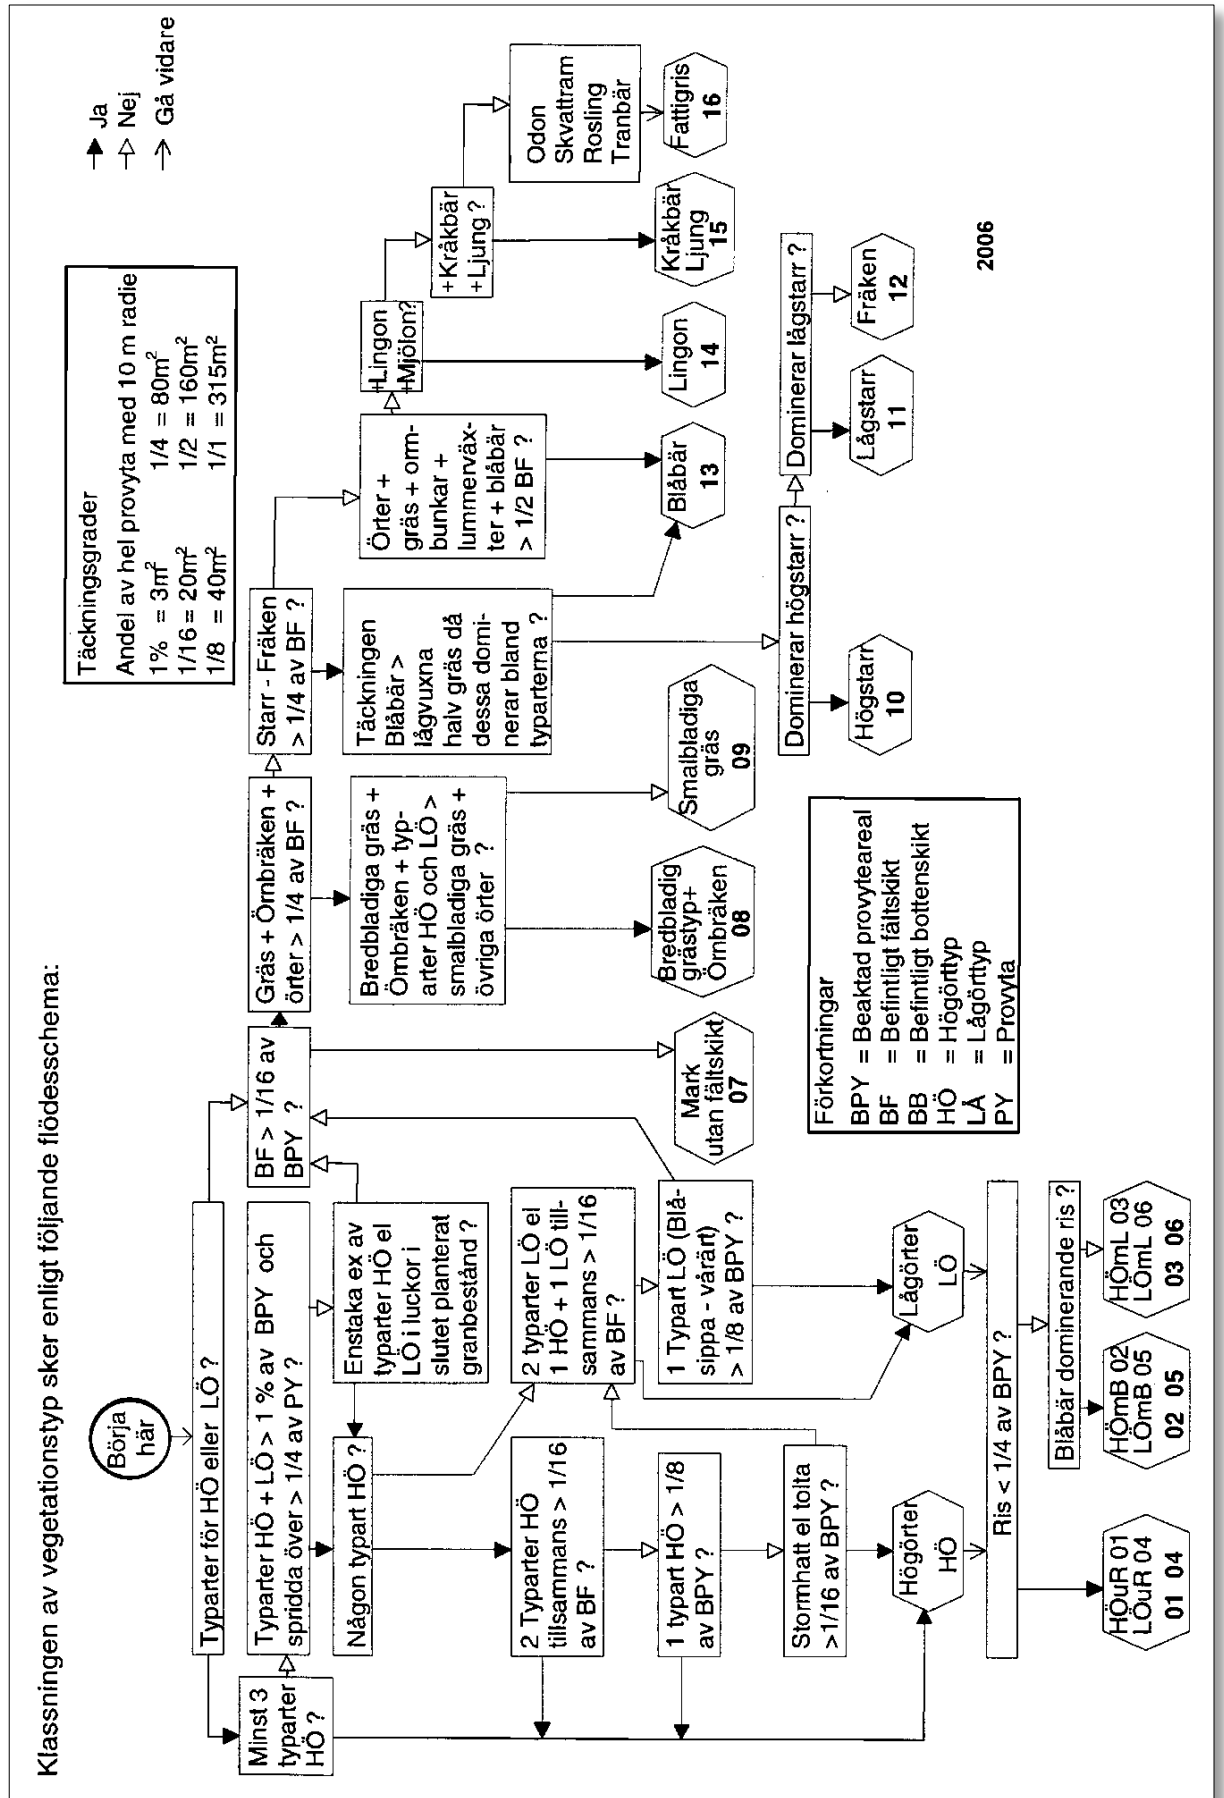 Klassningen av vegetationstyp sker enligt följande flödesschema:
Börja
här
Ja
Nej
Gå vidare
Täckningsgrader
Andel av hel provyta med 10 m radie
1% = 3m² 1/4 = 80m²
1/16 = 20m² 1/2 = 160m²
1/8 = 40m² 1/1 = 315m²
Typarter för HÖ eller LÖ ?
Minst 3
typarter
HÖ ?
Typarter HÖ + LÖ > 1 % av BPY och
spridda över > 1/4 av PY ?
BF > 1/16 av
BPY ?
Gräs + Örnbräken +
örter > 1/4 av BF ?
Starr - Fräken
> 1/4 av BF ?
Någon typart HÖ ?
Enstaka ex av
typarter HÖ el
LÖ i luckor i
slutet planterat
granbestånd ?
Bredbladiga gräs +
Örnbräken + typ-
arter HÖ och LÖ >
smalbladiga gräs +
övriga örter ?
Täckningen
Blåbär >
lågvuxna
halv gräs då
dessa domi-
nerar bland
typarterna ?
Örter +
gräs + orm-
bunkar +
lummerväx-
ter + blåbär
> 1/2 BF ?
+Lingon
+Mjölon?
+Kråkbär
+Ljung ?
Odon
Skvattram
Rosling
Tranbär
2 Typarter HÖ
tillsammans > 1/16
av BF ?
2 typarter LÖ el
1 HÖ + 1 LÖ till-
sammans > 1/16
av BF ?
1 typart HÖ > 1/8
av BPY ?
1 Typart LÖ (Blå-
sippa - vårärt)
> 1/8 av BPY ?
Mark
utan fältskikt
07
Bredbladig
grästyp+
Örnbräken
08
Smalbladiga
gräs
09
Blåbär
13
Lingon
14
Kråkbär
Ljung
15
Fattigris
16
Stormhatt el tolta
>1/16 av BPY ?
Dominerar högstarr ?
Dominerar lågstarr ?
Högörter
HÖ
Lågörter
LÖ
Högstarr
10
Lågstarr
11
Fräken
12
Förkortningar
BPY = Beaktad provyteareal
BF = Befintligt fältskikt
BB = Befintligt bottenskikt
HÖ = Högörttyp
LÅ = Lågörttyp
PY = Provyta
Ris < 1/4 av BPY ?
Blåbär dominerande ris ?
HÖuR 01
LÖuR 04
01 04
HÖmB 02
LÖmB 05
02 05
HÖmL 03
LÖmL 06
03 06
2006